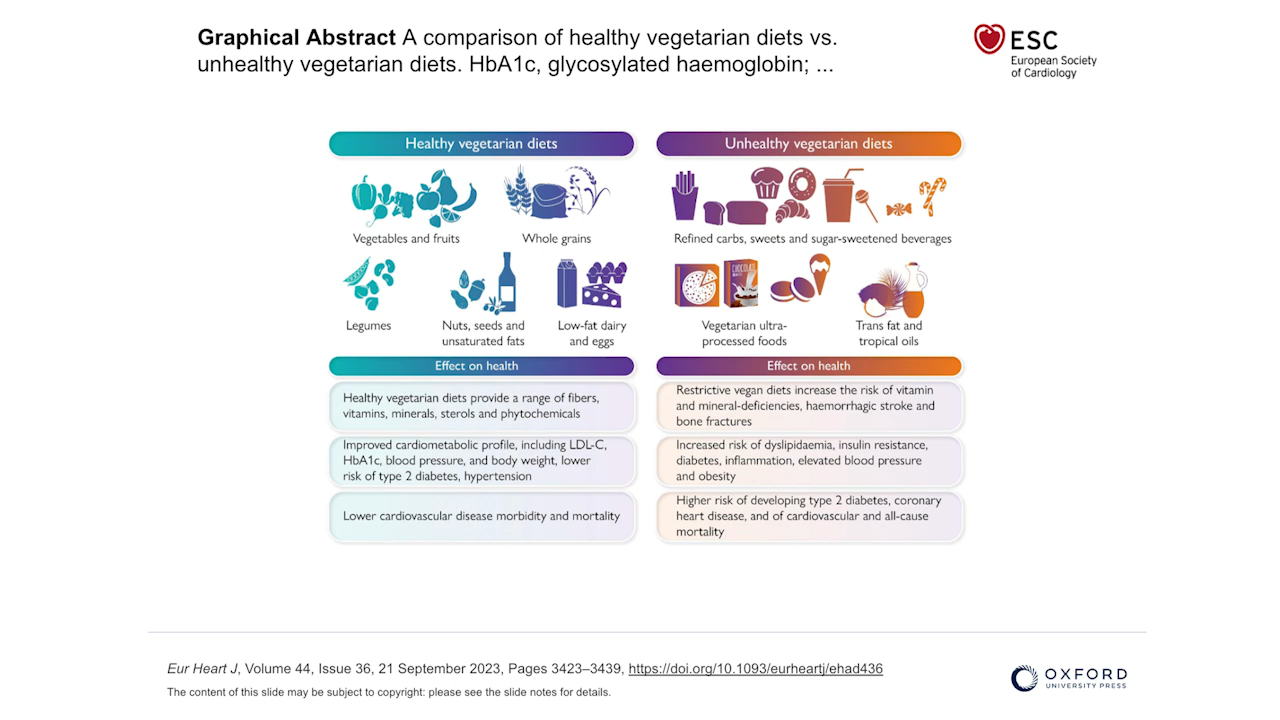 Graphical Abstract A comparison of healthy vegetarian diets vs.
unhealthy vegetarian diets. HbA1c, glycosylated haemoglobin; ...
ESC
European Society
of Cardiology
Healthy vegetarian diets
Vegetables and fruits
Whole grains
Legumes
Nuts, seeds and
unsaturated fats
Low-fat dairy
and eggs
Effect on health
Healthy vegetarian diets provide a range of fibers,
vitamins, minerals, sterols and phytochemicals
Improved cardiometabolic profile, including LDL-C,
HbA1c, blood pressure, and body weight, lower
risk of type 2 diabetes, hypertension
Lower cardiovascular disease morbidity and mortality
Unhealthy vegetarian diets
Refined carbs, sweets and sugar-sweetened beverages
CHOCOLATE
Vegetarian ultra-
processed foods
Trans fat and
tropical oils
Effect on health
Restrictive vegan diets increase the risk of vitamin
and mineral-deficiencies, haemorrhagic stroke and
bone fractures
Increased risk of dyslipidaemia, insulin resistance,
diabetes, inflammation, elevated blood pressure
and obesity
Higher risk of developing type 2 diabetes, coronary
heart disease, and of cardiovascular and all-cause
mortality
Eur Heart J, Volume 44, Issue 36, 21 September 2023, Pages 3423–3439, https://doi.org/10.1093/eurheartj/ehad436
The content of this slide may be subject to copyright: please see the slide notes for details.
OXFORD
UNIVERSITY PRESS